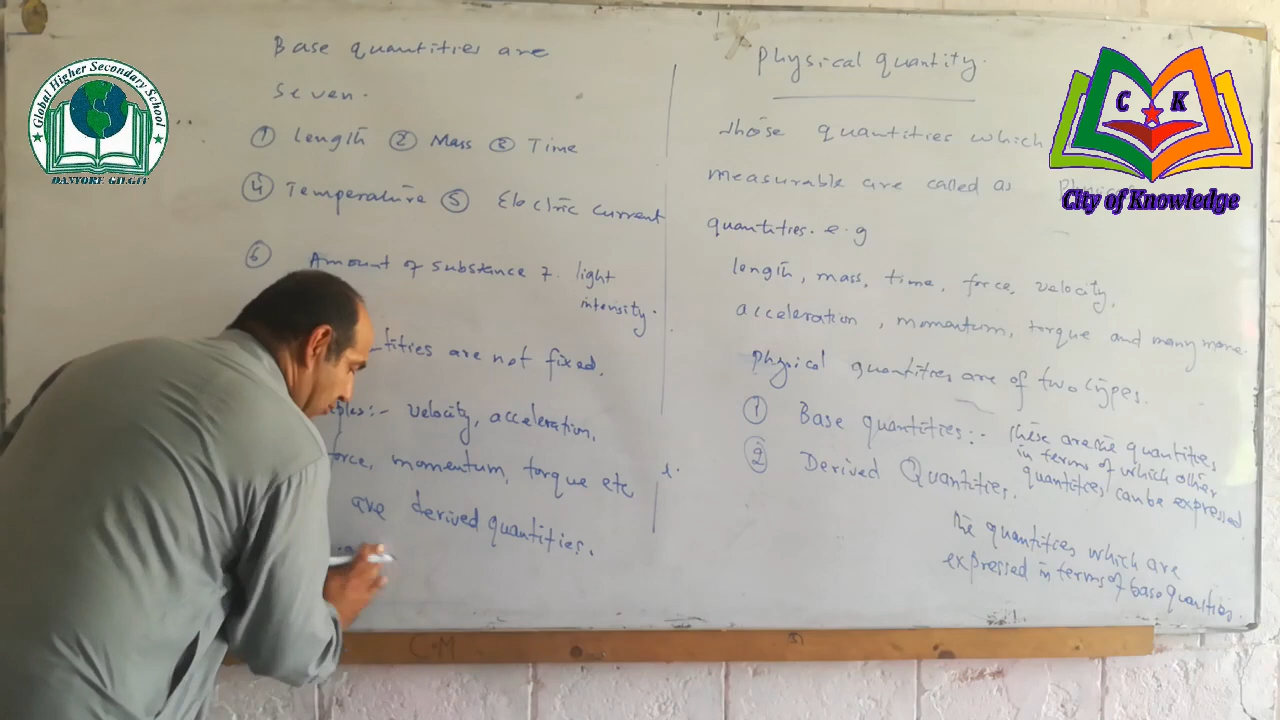 Global Higher Secondary School
DANYORE GILGIT
Base quantities are
Seven.
① Length ② Mass ③ Time
④ Temperature ⑤ Electric current
⑥ Amount of substance 7. light
intensity.
ntities are not fixed.
ples:- velocity, acceleration,
force, momentum, torque etc
are derived quantities.
Physical quantity.
Those quantities which
measurable are called as Physical
quantities. e.g
length, mass, time, force, velocity,
acceleration, momentum, torque and many more.
Physical quantities are of two types.
① Base quantities:- These are the quantities
in terms of which other
quantities can be expressed
② Derived Quantities.
The quantities which are
expressed in terms of base quantities.
C K
City of Knowledge
C-M